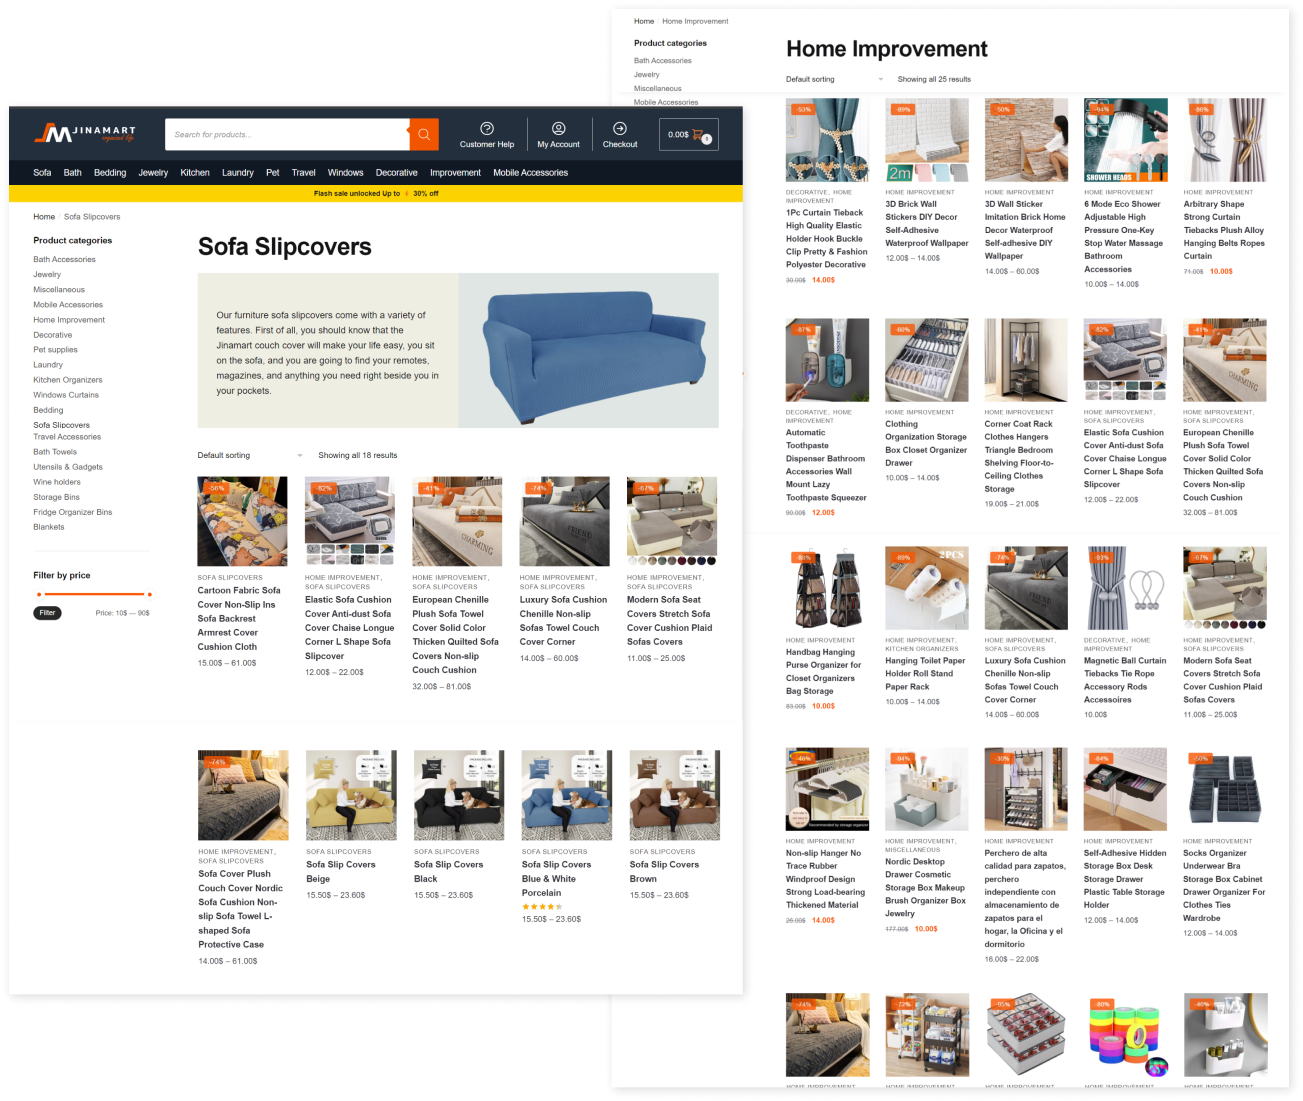 JINAMART
organized life
Search for products...
Customer Help
My Account
Checkout
0.00$
0
Sofa Bath Bedding Jewelry Kitchen Laundry Pet Travel Windows Decorative Improvement Mobile Accessories
Flash sale unlocked Up to 30% off
Home / Sofa Slipcovers
Product categories
Bath Accessories
Jewelry
Miscellaneous
Mobile Accessories
Home Improvement
Decorative
Pet supplies
Laundry
Kitchen Organizers
Windows Curtains
Bedding
Sofa Slipcovers
Travel Accessories
Bath Towels
Utensils & Gadgets
Wine holders
Storage Bins
Fridge Organizer Bins
Blankets
Filter by price
Filter
Price: 10$ — 90$
Sofa Slipcovers
Our furniture sofa slipcovers come with a variety of
features. First of all, you should know that the
Jinamart couch cover will make your life easy, you sit
on the sofa, and you are going to find your remotes,
magazines, and anything you need right beside you in
your pockets.
Default sorting
Showing all 18 results
-56%
SOFA SLIPCOVERS
Cartoon Fabric Sofa
Cover Non-Slip Ins
Sofa Backrest
Armrest Cover
Cushion Cloth
15.00$ – 61.00$
-82%
HOME IMPROVEMENT,
SOFA SLIPCOVERS
Elastic Sofa Cushion
Cover Anti-dust Sofa
Cover Chaise Longue
Corner L Shape Sofa
Slipcover
12.00$ – 22.00$
-41%
CHARMING
HOME IMPROVEMENT,
SOFA SLIPCOVERS
European Chenille
Plush Sofa Towel
Cover Solid Color
Thicken Quilted Sofa
Covers Non-slip
Couch Cushion
32.00$ – 81.00$
-74%
FRIEND
HOME IMPROVEMENT,
SOFA SLIPCOVERS
Luxury Sofa Cushion
Chenille Non-slip
Sofas Towel Couch
Cover Corner
14.00$ – 60.00$
-67%
HOME IMPROVEMENT,
SOFA SLIPCOVERS
Modern Sofa Seat
Covers Stretch Sofa
Cover Cushion Plaid
Sofas Covers
11.00$ – 25.00$
-74%
HOME IMPROVEMENT,
SOFA SLIPCOVERS
Sofa Cover Plush
Couch Cover Nordic
Sofa Cushion Non-
slip Sofa Towel L-
shaped Sofa
Protective Case
14.00$ – 61.00$
SOFA SLIPCOVERS
Sofa Slip Covers
Beige
15.50$ – 23.60$
SOFA SLIPCOVERS
Sofa Slip Covers
Black
15.50$ – 23.60$
SOFA SLIPCOVERS
Sofa Slip Covers
Blue & White
Porcelain
15.50$ – 23.60$
SOFA SLIPCOVERS
Sofa Slip Covers
Brown
15.50$ – 23.60$
Home / Home Improvement
Product categories
Bath Accessories
Jewelry
Miscellaneous
Mobile Accessories
Home Improvement
Default sorting
Showing all 25 results
-53%
DECORATIVE, HOME
IMPROVEMENT
1Pc Curtain Tieback
High Quality Elastic
Holder Hook Buckle
Clip Pretty & Fashion
Polyester Decorative
30.00$ 14.00$
-89%
2m
HOME IMPROVEMENT
3D Brick Wall
Stickers DIY Decor
Self-Adhesive
Waterproof Wallpaper
12.00$ – 14.00$
-50%
HOME IMPROVEMENT
3D Wall Sticker
Imitation Brick Home
Decor Waterproof
Self-adhesive DIY
Wallpaper
14.00$ – 60.00$
-94%
SHOWER HEADS
HOME IMPROVEMENT
6 Mode Eco Shower
Adjustable High
Pressure One-Key
Stop Water Massage
Bathroom
Accessories
10.00$ – 14.00$
-86%
HOME IMPROVEMENT
Arbitrary Shape
Strong Curtain
Tiebacks Plush Alloy
Hanging Belts Ropes
Curtain
71.00$ 10.00$
-87%
DECORATIVE, HOME
IMPROVEMENT
Automatic
Toothpaste
Dispenser Bathroom
Accessories Wall
Mount Lazy
Toothpaste Squeezer
90.00$ 12.00$
-60%
HOME IMPROVEMENT
Clothing
Organization Storage
Box Closet Organizer
Drawer
10.00$ – 14.00$
HOME IMPROVEMENT
Corner Coat Rack
Clothes Hangers
Triangle Bedroom
Shelving Floor-to-
Ceiling Clothes
Storage
19.00$ – 21.00$
-82%
HOME IMPROVEMENT,
SOFA SLIPCOVERS
Elastic Sofa Cushion
Cover Anti-dust Sofa
Cover Chaise Longue
Corner L Shape Sofa
Slipcover
12.00$ – 22.00$
-41%
CHARMING
HOME IMPROVEMENT,
SOFA SLIPCOVERS
European Chenille
Plush Sofa Towel
Cover Solid Color
Thicken Quilted Sofa
Covers Non-slip
Couch Cushion
32.00$ – 81.00$
-88%
HOME IMPROVEMENT
Handbag Hanging
Purse Organizer for
Closet Organizers
Bag Storage
83.00$ 10.00$
-89%
2PCS
HOME IMPROVEMENT,
KITCHEN ORGANIZERS
Hanging Toilet Paper
Holder Roll Stand
Paper Rack
10.00$ – 14.00$
-74%
HOME IMPROVEMENT,
SOFA SLIPCOVERS
Luxury Sofa Cushion
Chenille Non-slip
Sofas Towel Couch
Cover Corner
14.00$ – 60.00$
-93%
DECORATIVE, HOME
IMPROVEMENT
Magnetic Ball Curtain
Tiebacks Tie Rope
Accessory Rods
Accessoires
10.00$
-67%
HOME IMPROVEMENT,
SOFA SLIPCOVERS
Modern Sofa Seat
Covers Stretch Sofa
Cover Cushion Plaid
Sofas Covers
11.00$ – 25.00$
-46%
HOME IMPROVEMENT
Non-slip Hanger No
Trace Rubber
Windproof Design
Strong Load-bearing
Thickened Material
26.00$ 14.00$
-94%
HOME IMPROVEMENT,
MISCELLANEOUS
Nordic Desktop
Drawer Cosmetic
Storage Box Makeup
Brush Organizer Box
Jewelry
177.00$ 10.00$
-30%
HOME IMPROVEMENT
Perchero de alta
calidad para zapatos,
perchero
independiente con
almacenamiento de
zapatos para el
hogar, la Oficina y el
dormitorio
16.00$ – 22.00$
-84%
HOME IMPROVEMENT
Self-Adhesive Hidden
Storage Box Desk
Storage Drawer
Plastic Table Storage
Holder
12.00$ – 14.00$
-50%
HOME IMPROVEMENT
Socks Organizer
Underwear Bra
Storage Box Cabinet
Drawer Organizer For
Clothes Ties
Wardrobe
12.00$ – 14.00$
-74%
-72%
-95%
-80%
-40%